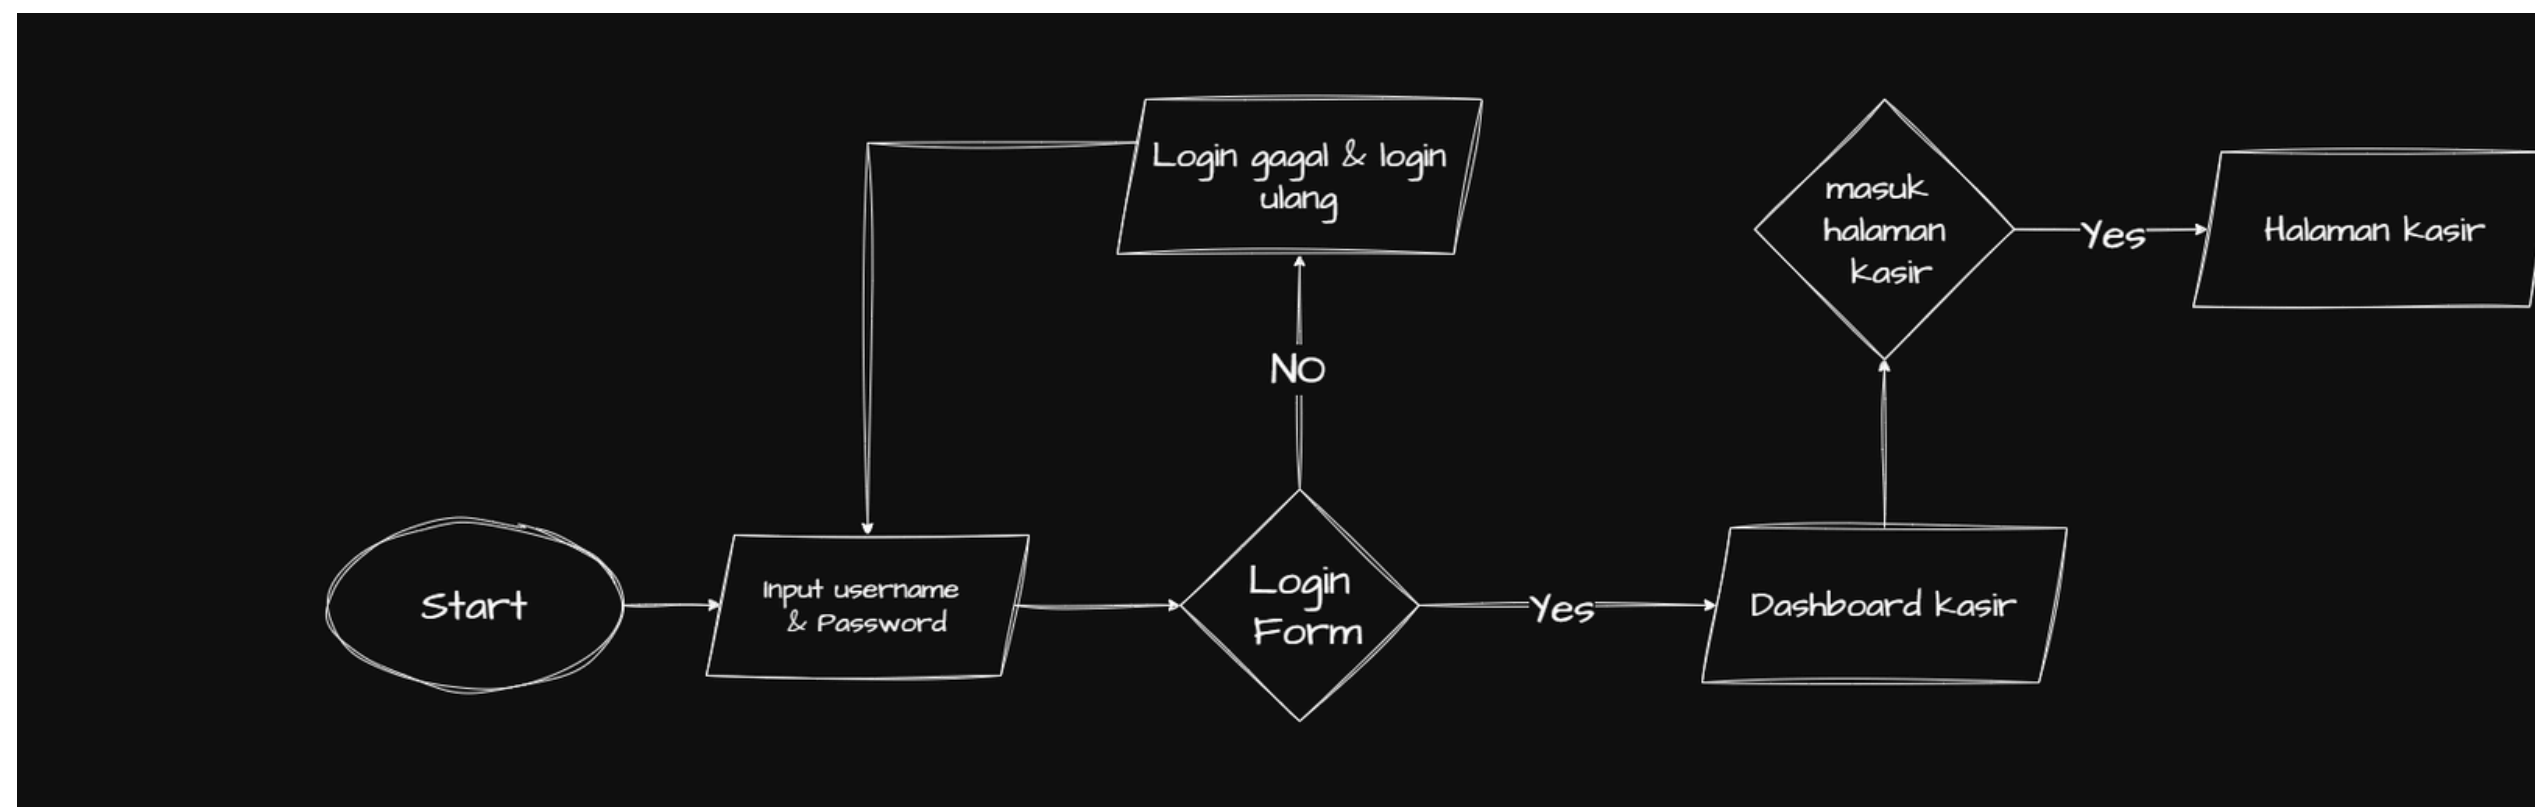 Login gagal & login
ulang
masuk
halaman
kasir
Yes
Halaman kasir
NO
Start
Input username
& Password
Login
Form
Yes
Dashboard kasir